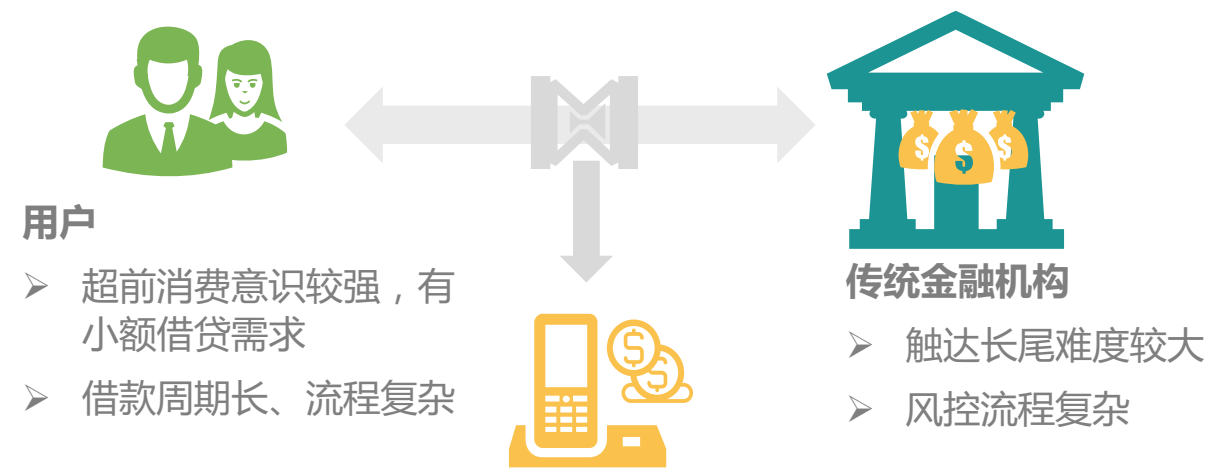 用户
➢ 超前消费意识较强，有
小额借贷需求
➢ 借款周期长、流程复杂
$ $ $
$ $
传统金融机构
➢ 触达长尾难度较大
➢ 风控流程复杂